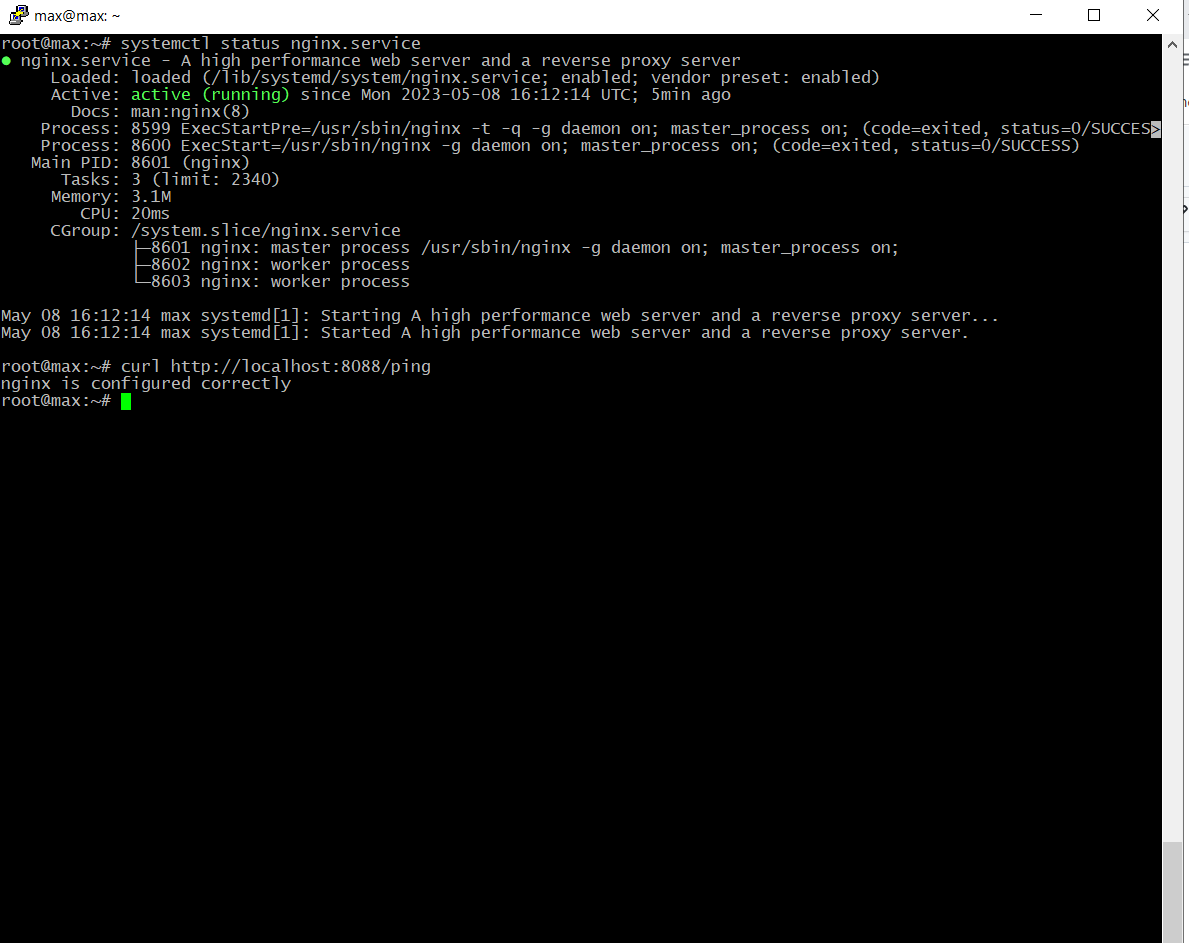 max@max: ~
root@max:~# systemctl status nginx.service
● nginx.service - A high performance web server and a reverse proxy server
     Loaded: loaded (/lib/systemd/system/nginx.service; enabled; vendor preset: enabled)
     Active: active (running) since Mon 2023-05-08 16:12:14 UTC; 5min ago
       Docs: man:nginx(8)
    Process: 8599 ExecStartPre=/usr/sbin/nginx -t -q -g daemon on; master_process on; (code=exited, status=0/SUCCES>
    Process: 8600 ExecStart=/usr/sbin/nginx -g daemon on; master_process on; (code=exited, status=0/SUCCESS)
   Main PID: 8601 (nginx)
      Tasks: 3 (limit: 2340)
     Memory: 3.1M
        CPU: 20ms
     CGroup: /system.slice/nginx.service
             ├─8601 nginx: master process /usr/sbin/nginx -g daemon on; master_process on;
             ├─8602 nginx: worker process
             └─8603 nginx: worker process
May 08 16:12:14 max systemd[1]: Starting A high performance web server and a reverse proxy server...
May 08 16:12:14 max systemd[1]: Started A high performance web server and a reverse proxy server.
root@max:~# curl http://localhost:8088/ping
nginx is configured correctly
root@max:~#